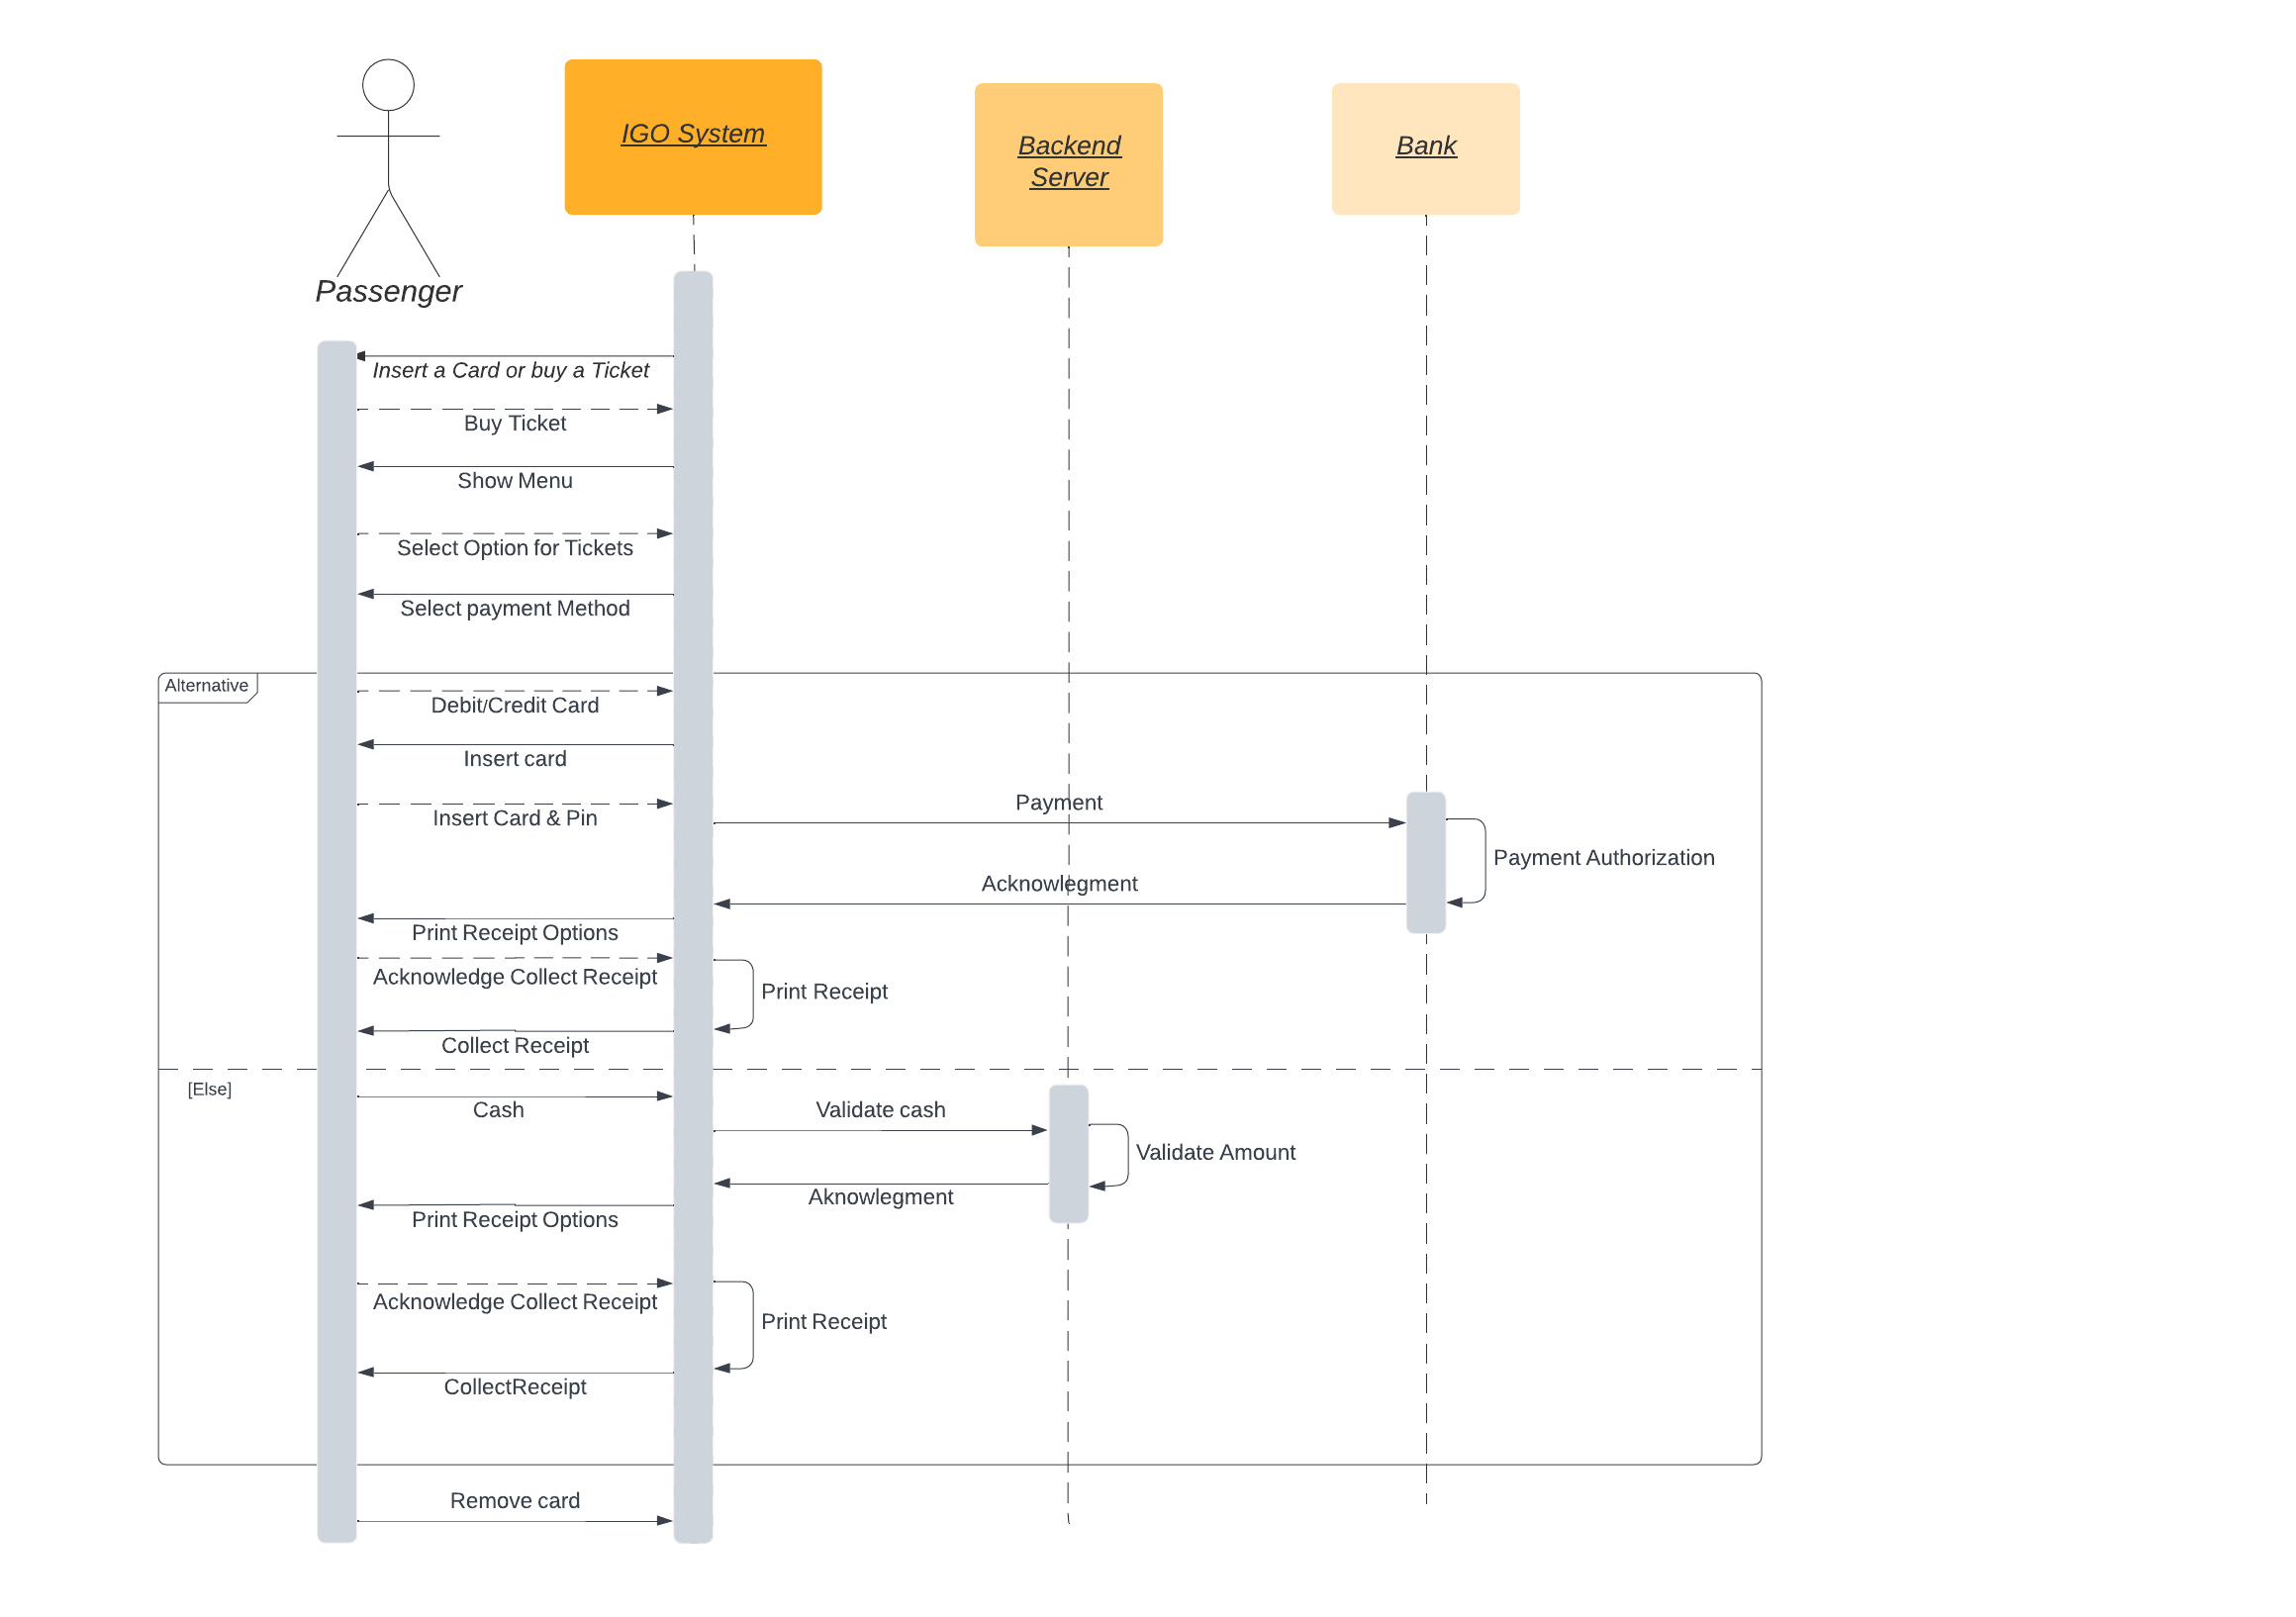 IGO System
Backend
Server
Bank
Passenger
Insert a Card or buy a Ticket
Buy Ticket
Show Menu
Select Option for Tickets
Select payment Method
Alternative
Debit/Credit Card
Insert card
Insert Card & Pin
Payment
Payment Authorization
Acknowlegment
Print Receipt Options
Acknowledge Collect Receipt
Print Receipt
Collect Receipt
[Else]
Cash
Validate cash
Validate Amount
Aknowlegment
Print Receipt Options
Acknowledge Collect Receipt
Print Receipt
CollectReceipt
Remove card